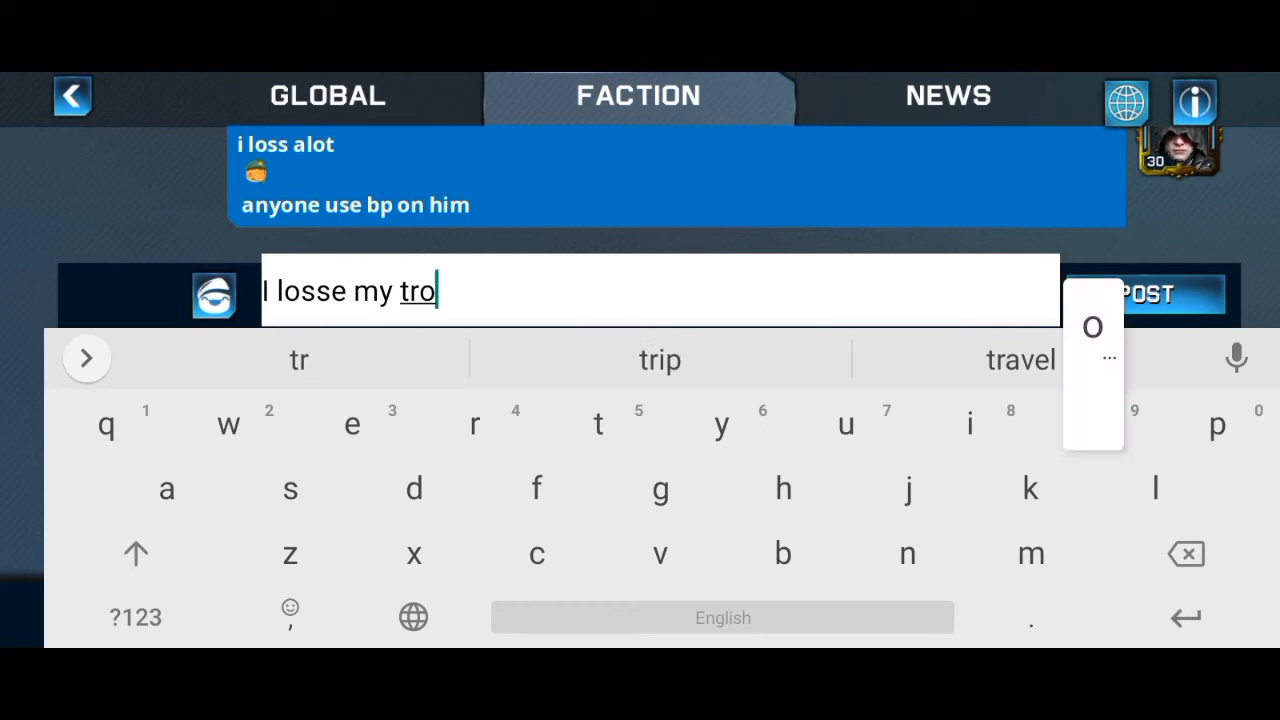 GLOBAL FACTION NEWS
i loss alot
30
anyone use bp on him
I losse my tro
POST
o
...
tr trip travel
q 1 w 2 e 3 r 4 t 5 y 6 u 7 i 8 9 p 0
a s d f g h j k l
z x c v b n m
?123 , English .